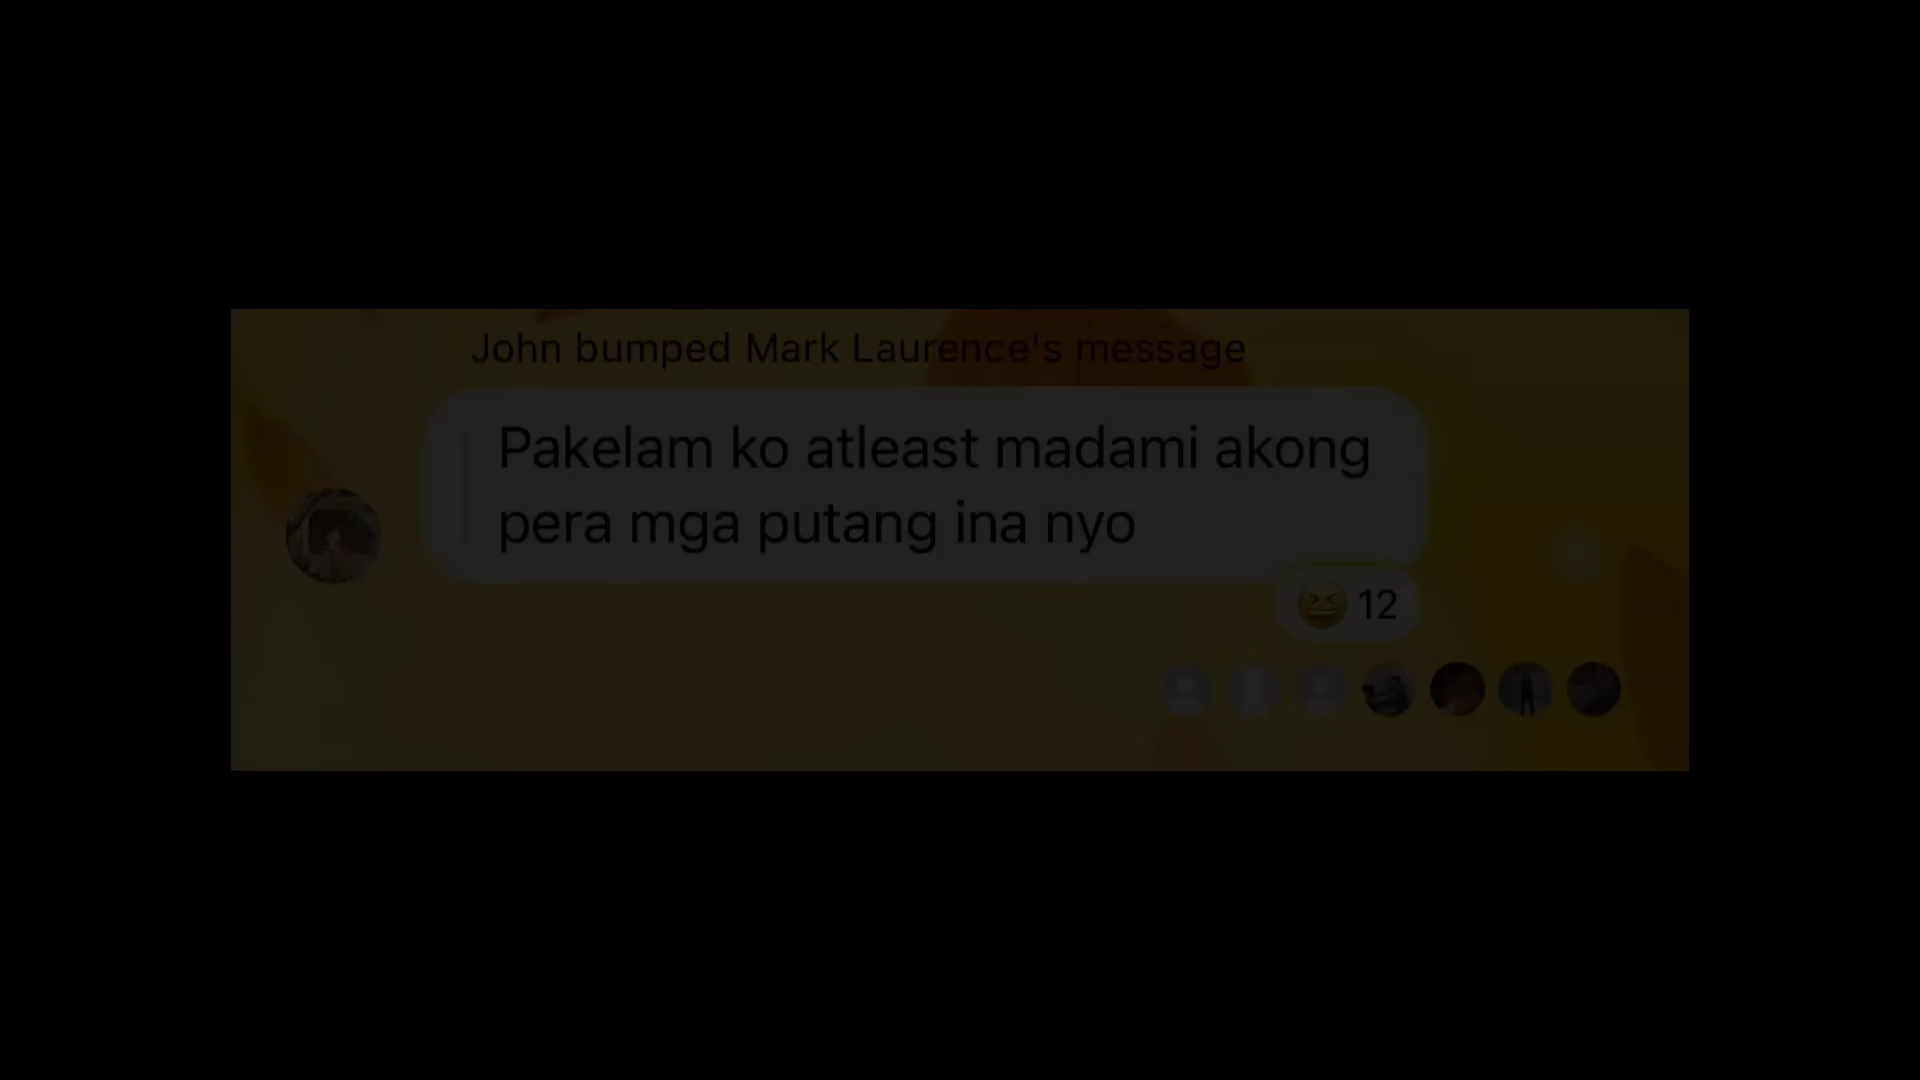 John bumped Mark Laurence's message
Pakelam ko atleast madami akong
pera mga putang ina nyo
😆 12